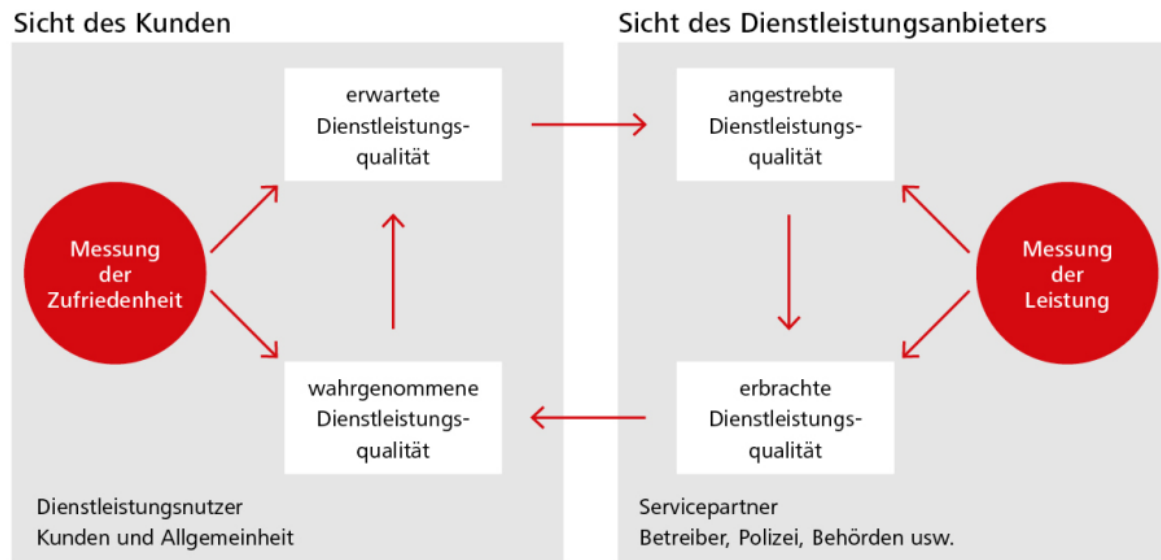 Sicht des Kunden
erwartete
Dienstleistungs-
qualität
Messung
der
Zufriedenheit
wahrgenommene
Dienstleistungs-
qualität
Dienstleistungsnutzer
Kunden und Allgemeinheit
Sicht des Dienstleistungsanbieters
angestrebte
Dienstleistungs-
qualität
Messung
der
Leistung
erbrachte
Dienstleistungs-
qualität
Servicepartner
Betreiber, Polizei, Behörden usw.